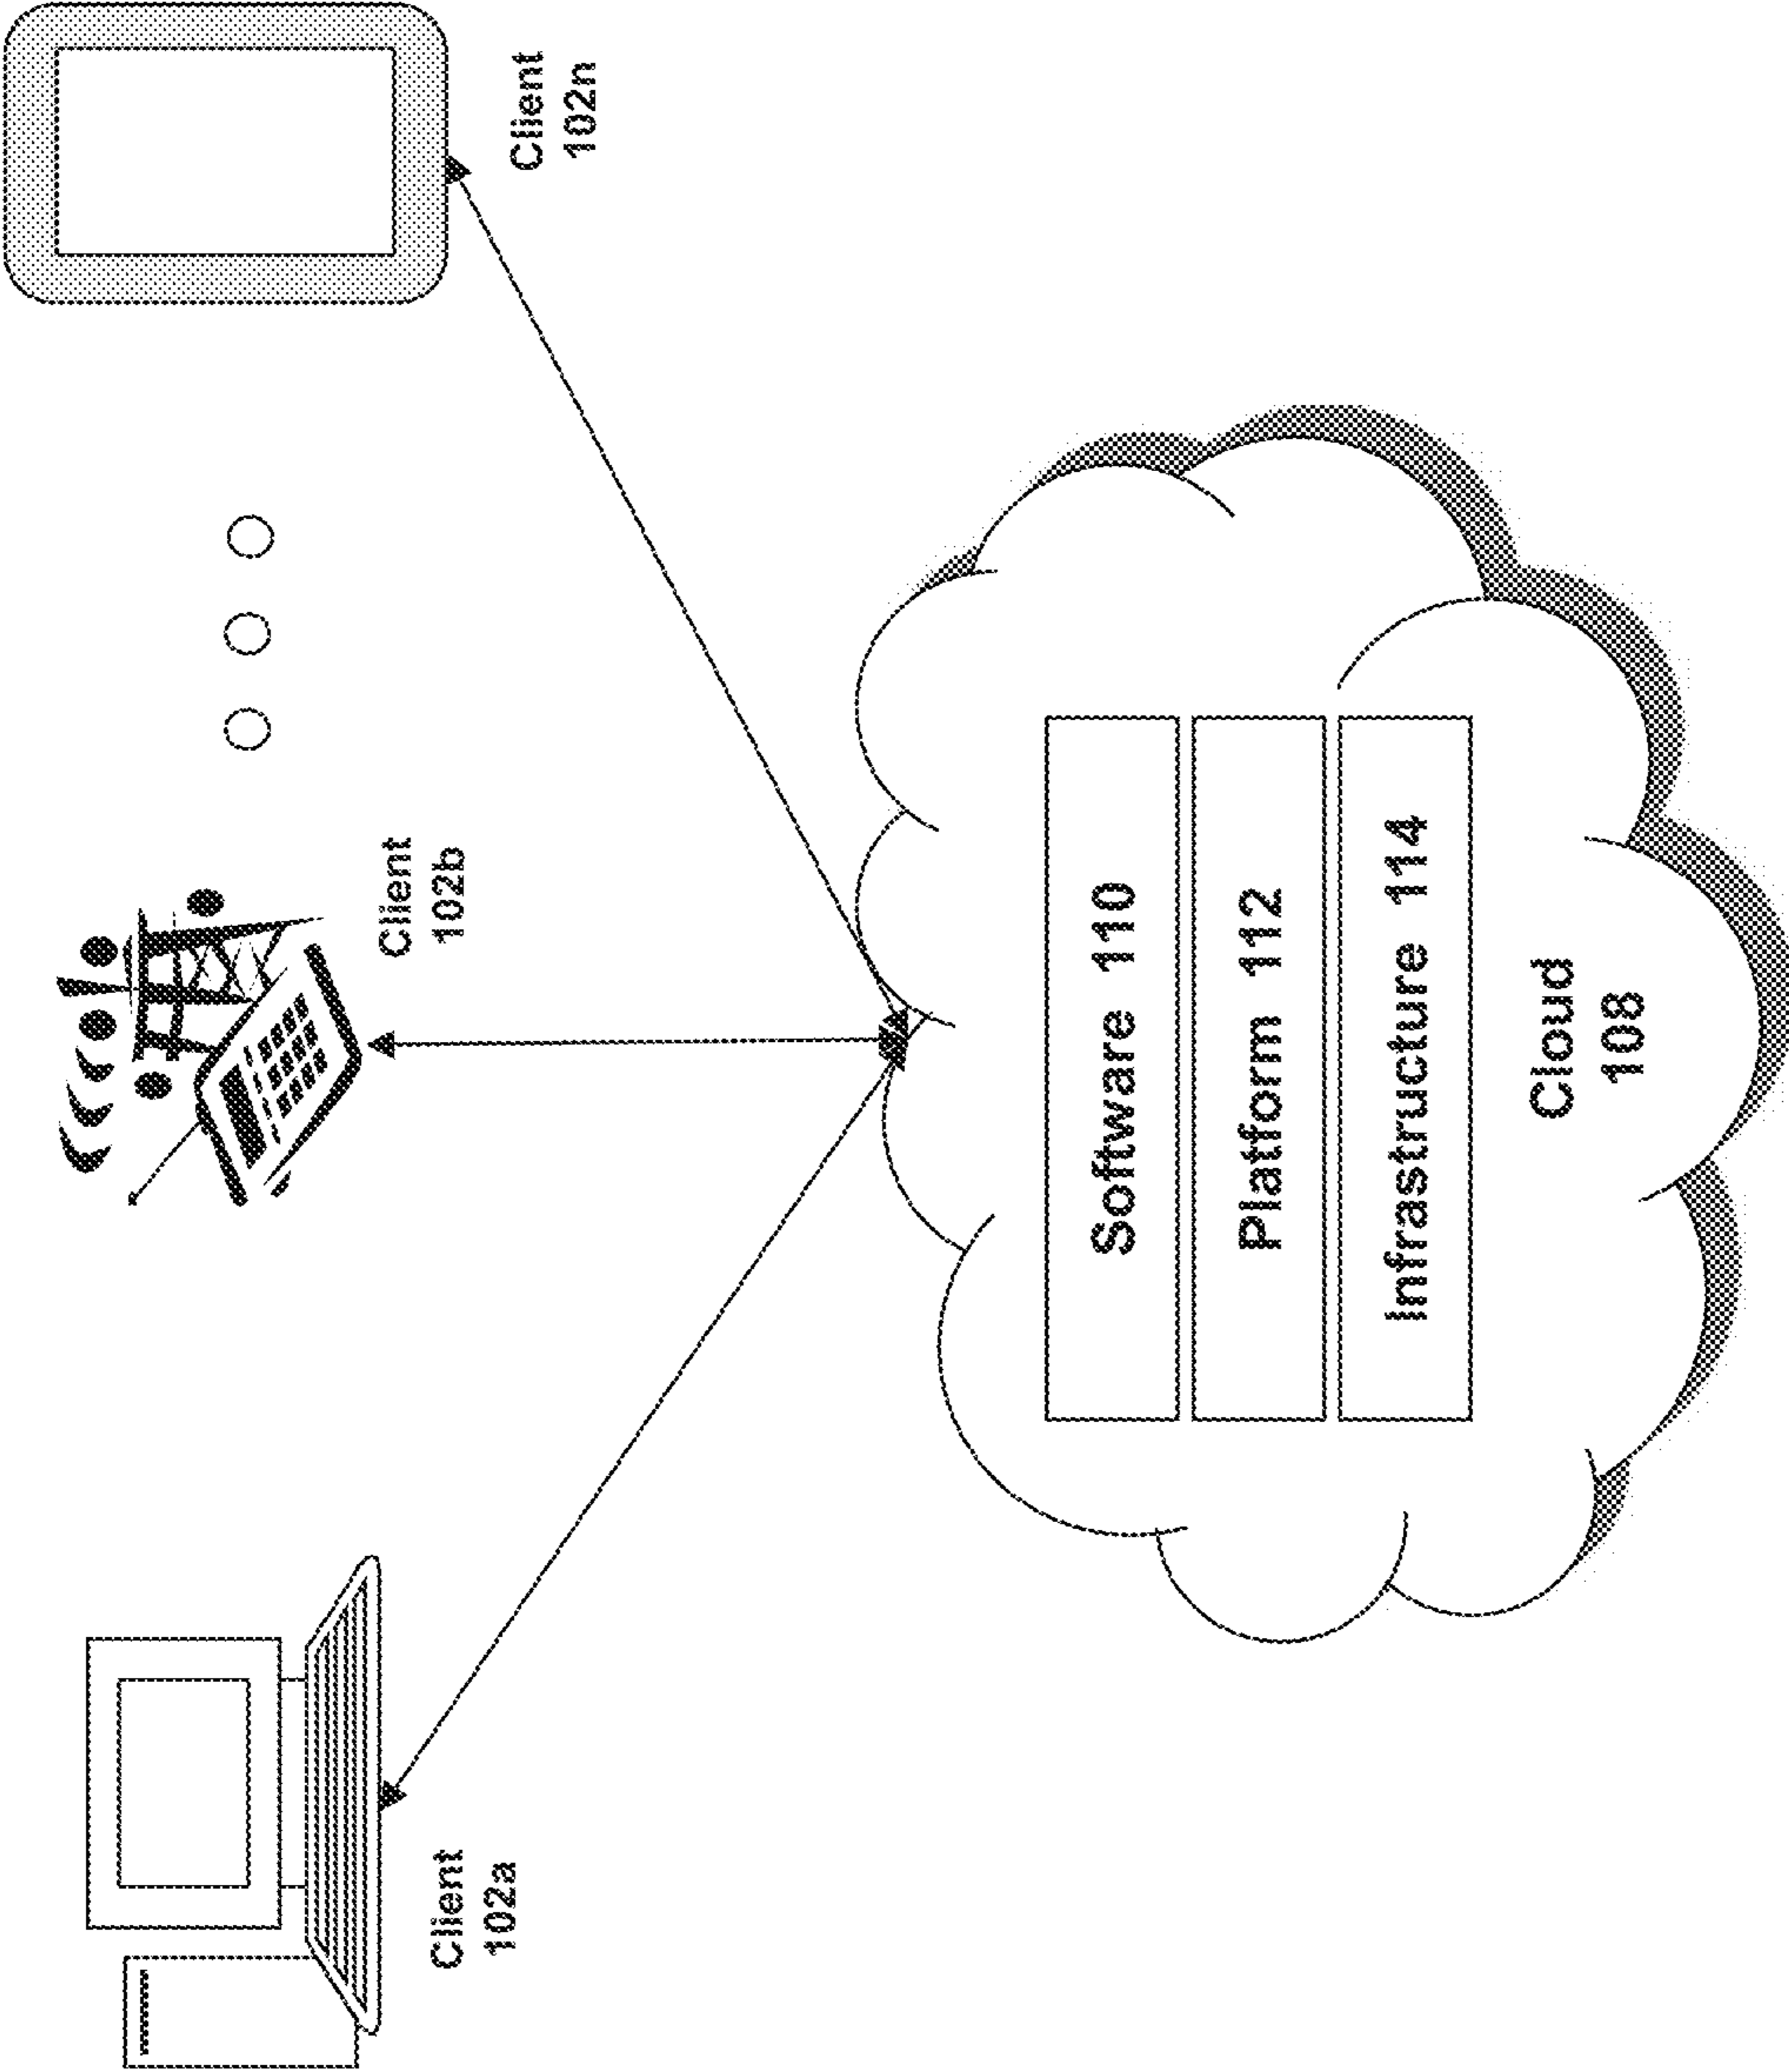 Client
102a
Client
102b
Client
102n
Software 110
Platform 112
Infrastructure 114
Cloud
108